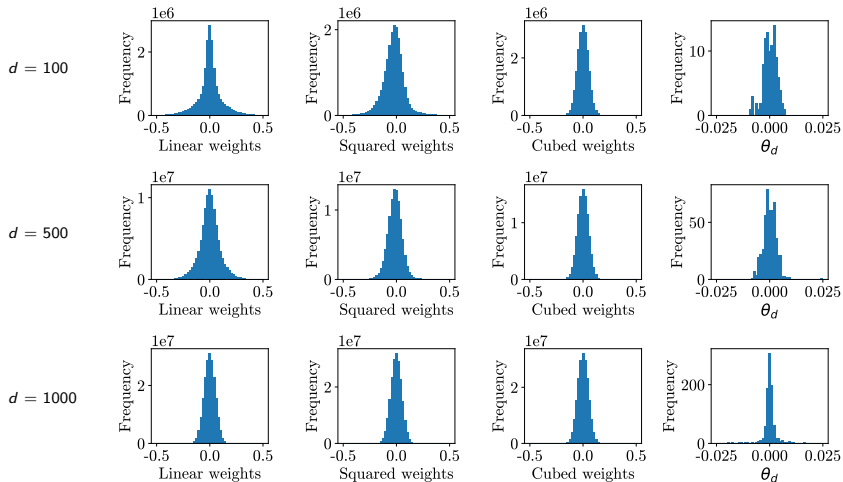 d = 100
1e6
Frequency
2
0
-0.5 0.0 0.5
Linear weights
1e6
Frequency
2
1
0
-0.5 0.0 0.5
Squared weights
1e6
Frequency
2
0
-0.5 0.0 0.5
Cubed weights
Frequency
10
0
-0.025 0.000 0.025
θd
d = 500
1e7
Frequency
1
0
-0.5 0.0 0.5
Linear weights
1e7
Frequency
1
0
-0.5 0.0 0.5
Squared weights
1e7
Frequency
1
0
-0.5 0.0 0.5
Cubed weights
Frequency
50
0
-0.025 0.000 0.025
θd
d = 1000
1e7
Frequency
2
0
-0.5 0.0 0.5
Linear weights
1e7
Frequency
2
0
-0.5 0.0 0.5
Squared weights
1e7
Frequency
2
0
-0.5 0.0 0.5
Cubed weights
Frequency
200
0
-0.025 0.000 0.025
θd